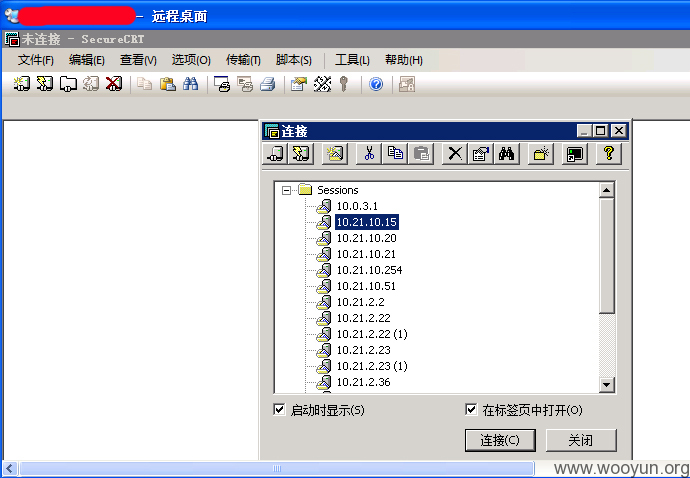 - 远程桌面
未连接 - SecureCRT
文件(F) 编辑(E) 查看(V) 选项(O) 传输(T) 脚本(S) 工具(L) 帮助(H)
连接
Sessions
10.0.3.1
10.21.10.15
10.21.10.20
10.21.10.21
10.21.10.254
10.21.10.51
10.21.2.2
10.21.2.22
10.21.2.22 (1)
10.21.2.23
10.21.2.23 (1)
10.21.2.36
启动时显示(S) 在标签页中打开(O)
连接(C) 关闭
www.wooyun.org